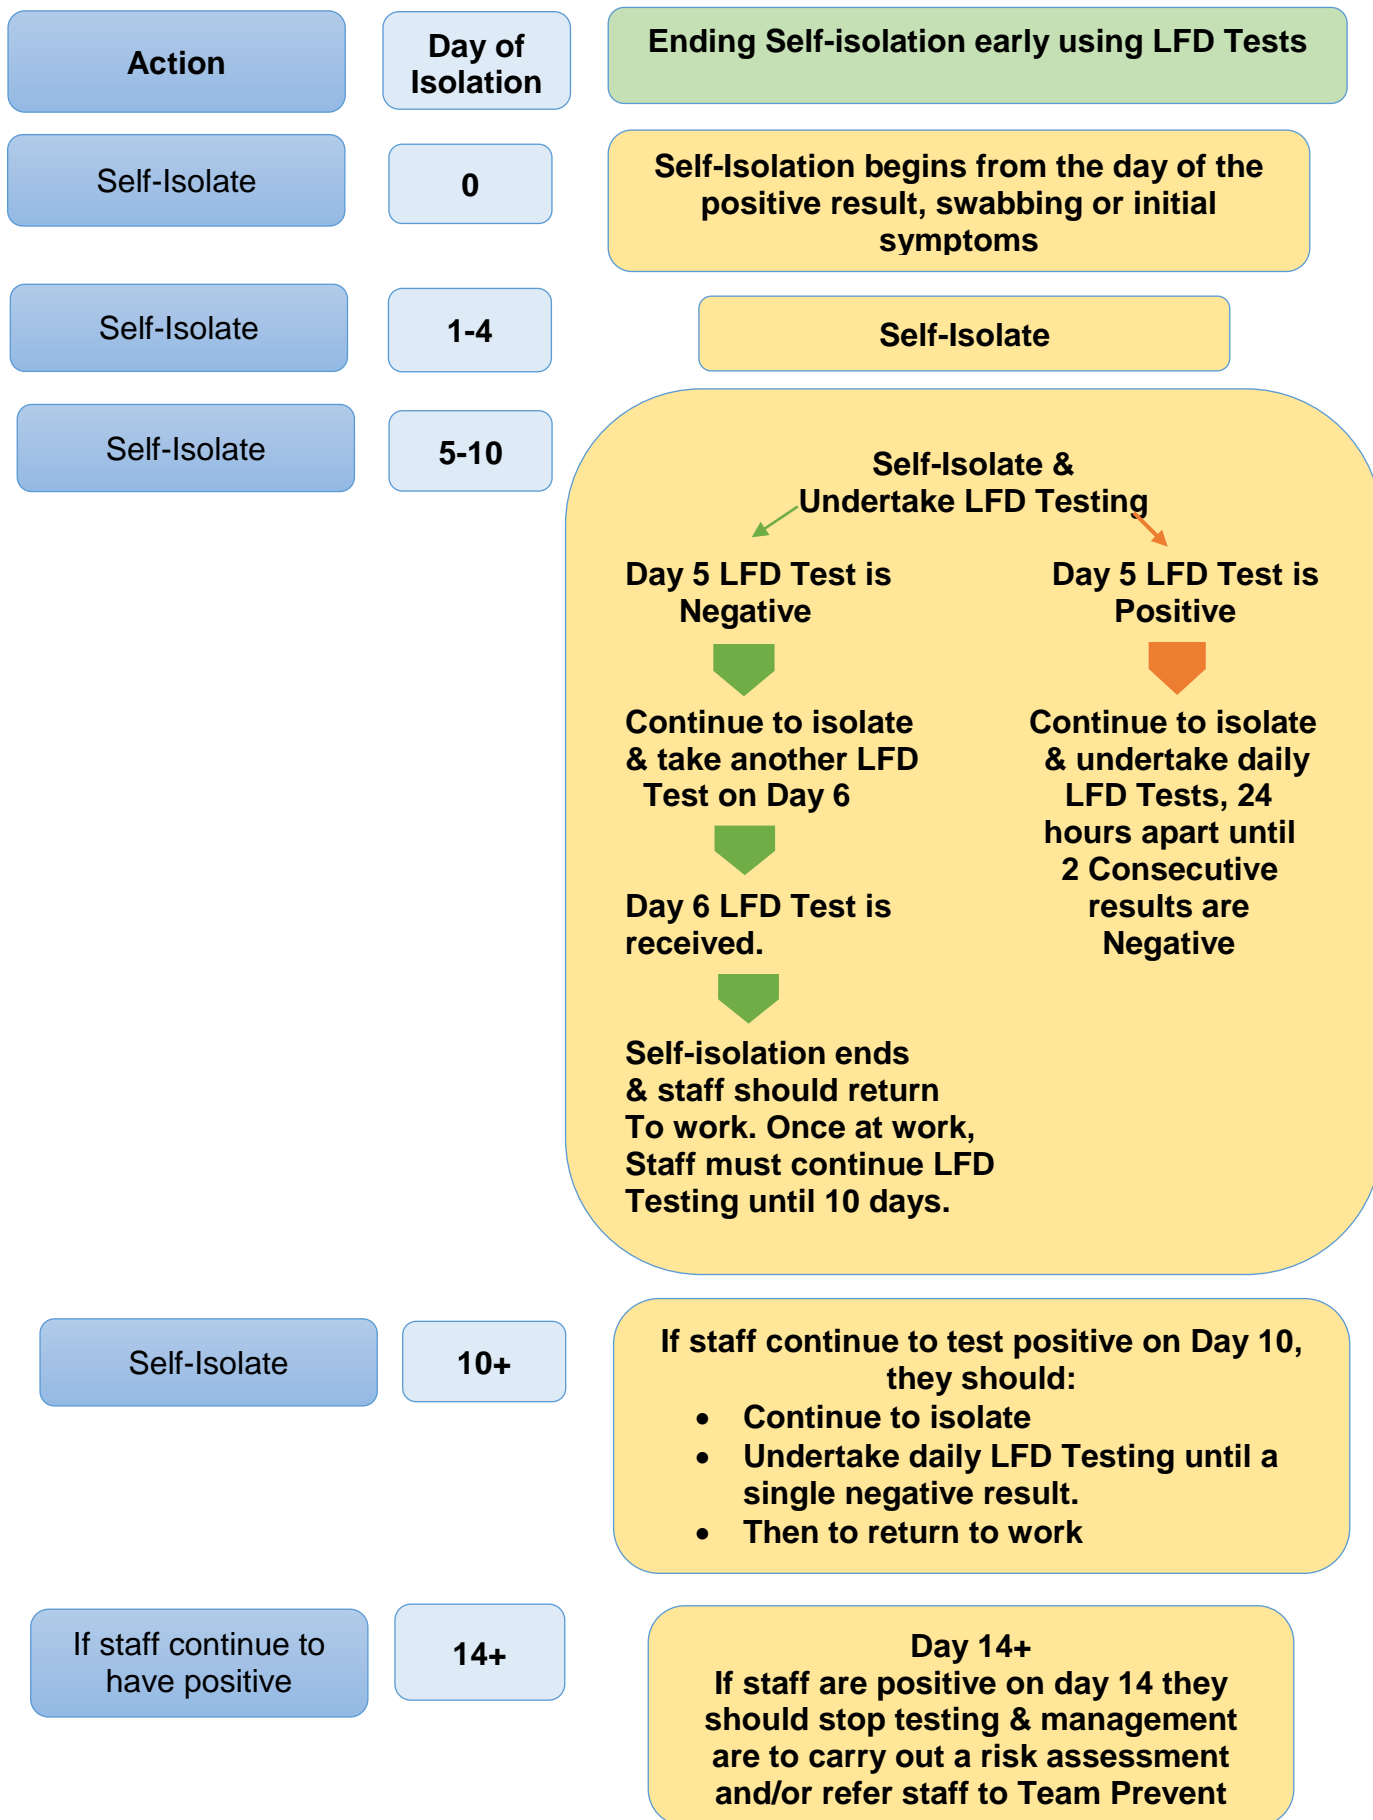 Action
Day of
Isolation
Ending Self-isolation early using LFD Tests
Self-Isolate
0
Self-Isolation begins from the day of the
positive result, swabbing or initial
symptoms
Self-Isolate
1-4
Self-Isolate
Self-Isolate
5-10
Self-Isolate &
Undertake LFD Testing
Day 5 LFD Test is
Negative
Continue to isolate
& take another LFD
Test on Day 6
Day 6 LFD Test is
received.
Self-isolation ends
& staff should return
To work. Once at work,
Staff must continue LFD
Testing until 10 days.
Day 5 LFD Test is
Positive
Continue to isolate
& undertake daily
LFD Tests, 24
hours apart until
2 Consecutive
results are
Negative
Self-Isolate
10+
If staff continue to test positive on Day 10,
they should:
• Continue to isolate
• Undertake daily LFD Testing until a
single negative result.
• Then to return to work
If staff continue to
have positive
14+
Day 14+
If staff are positive on day 14 they
should stop testing & management
are to carry out a risk assessment
and/or refer staff to Team Prevent